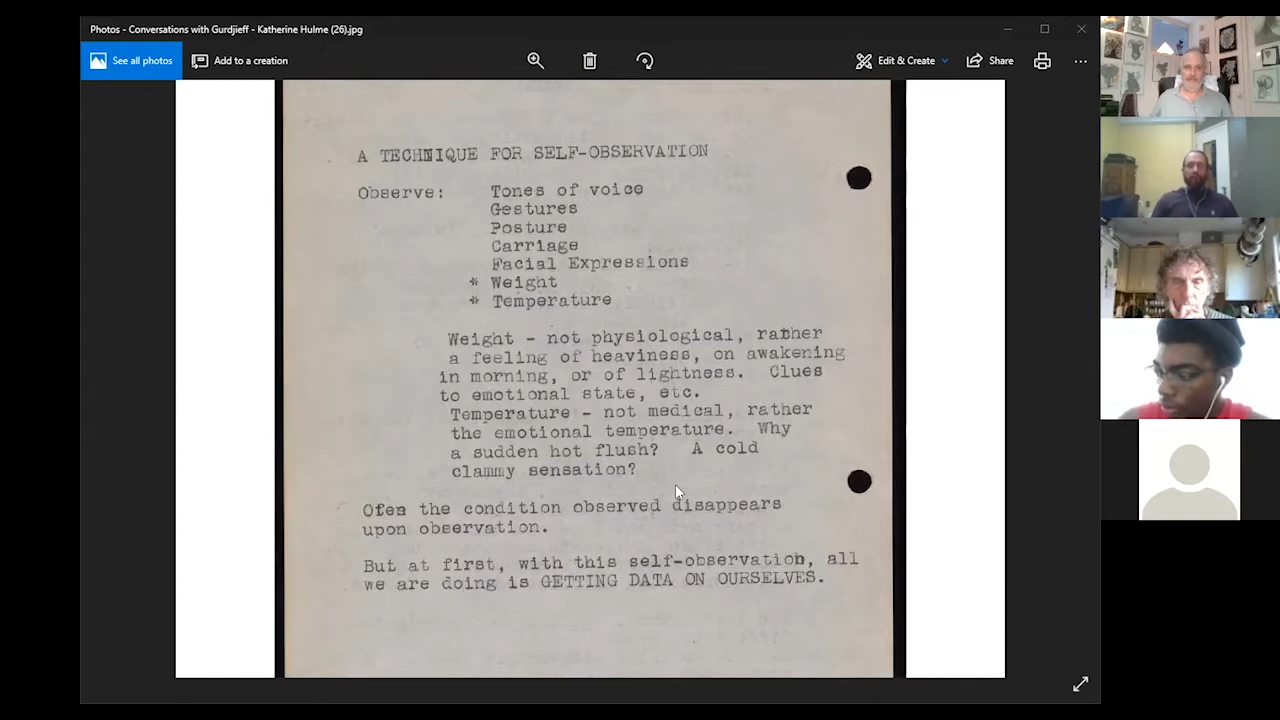 Photos - Conversations with Gurdjieff - Katherine Hulme (26).jpg
See all photos
Add to a creation
Edit & Create
Share
A TECHNIQUE FOR SELF-OBSERVATION
Observe: Tones of voice
Gestures
Posture
Carriage
Facial Expressions
* Weight
* Temperature
Weight - not physiological, rather
a feeling of heaviness, on awakening
in morning, or of lightness. Clues
to emotional state, etc.
Temperature - not medical, rather
the emotional temperature. Why
a sudden hot flush? A cold
clammy sensation?
Ofen the condition observed disappears
upon observation.
But at first, with this self-observation, all
we are doing is GETTING DATA ON OURSELVES.